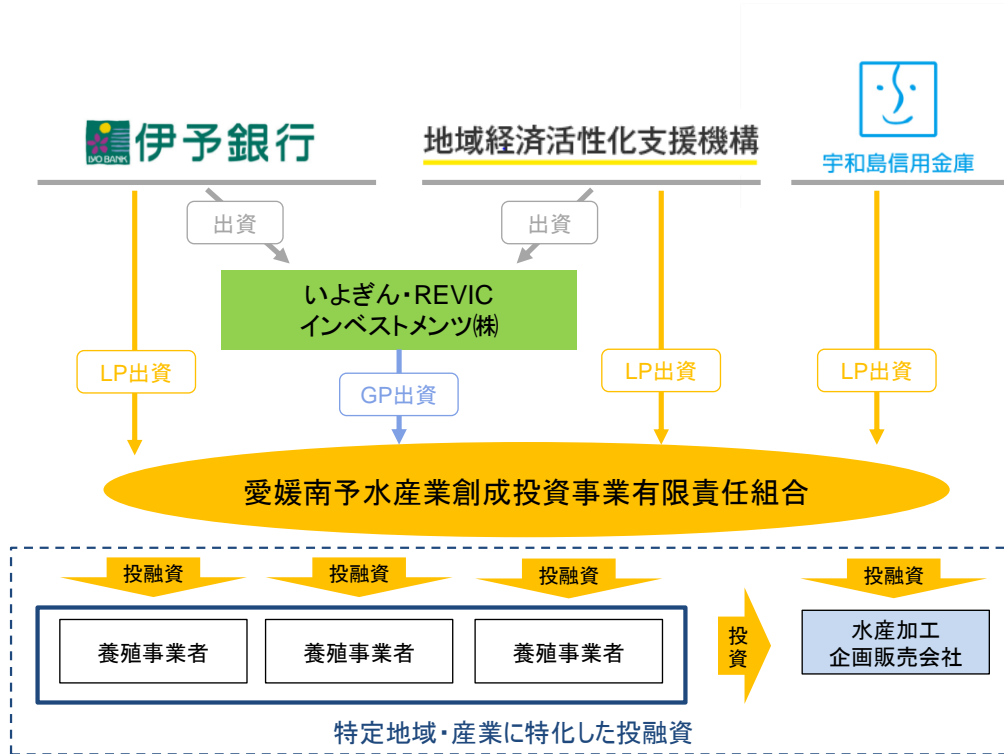 IYO BANK
伊予銀行
地域経済活性化支援機構
宇和島信用金庫
出資
出資
いよぎん・REVIC
インベストメンツ㈱
LP出資
GP出資
LP出資
LP出資
愛媛南予水産業創成投資事業有限責任組合
投融資
投融資
投融資
投融資
養殖事業者
養殖事業者
養殖事業者
投資
水産加工
企画販売会社
特定地域・産業に特化した投融資